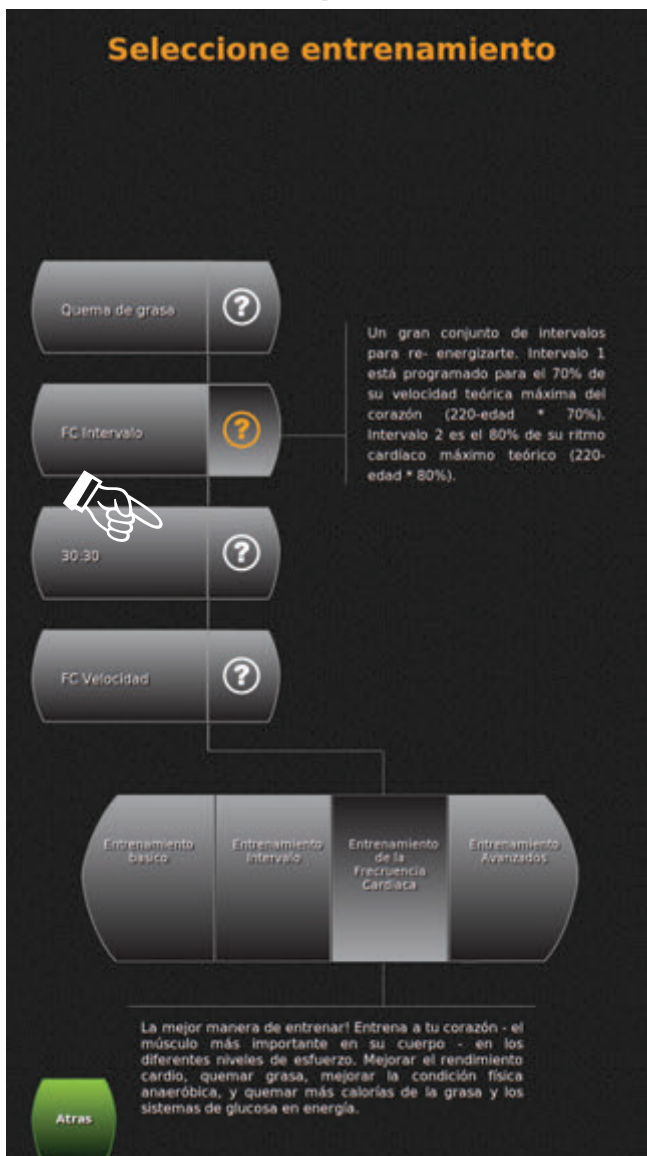 Seleccione entrenamiento
Quema de grasa
?
Un gran conjunto de intervalos
para re- energizarte. Intervalo 1
está programado para el 70% de
su velocidad teórica máxima del
corazón (220-edad * 70%).
Intervalo 2 es el 80% de su ritmo
cardíaco máximo teórico (220-
edad * 80%).
FC Intervalo
?
30:30
?
FC Velocidad
?
Entrenamiento
basico
Entrenamiento
Intervalo
Entrenamiento
de la
Frecruencia
Cardiaca
Entrenamiento
Avanzados
La mejor manera de entrenar! Entrena a tu corazón - el
músculo más importante en su cuerpo - en los
diferentes niveles de esfuerzo. Mejorar el rendimiento
cardio, quemar grasa, mejorar la condición física
anaeróbica, y quemar más calorías de la grasa y los
sistemas de glucosa en energía.
Atras